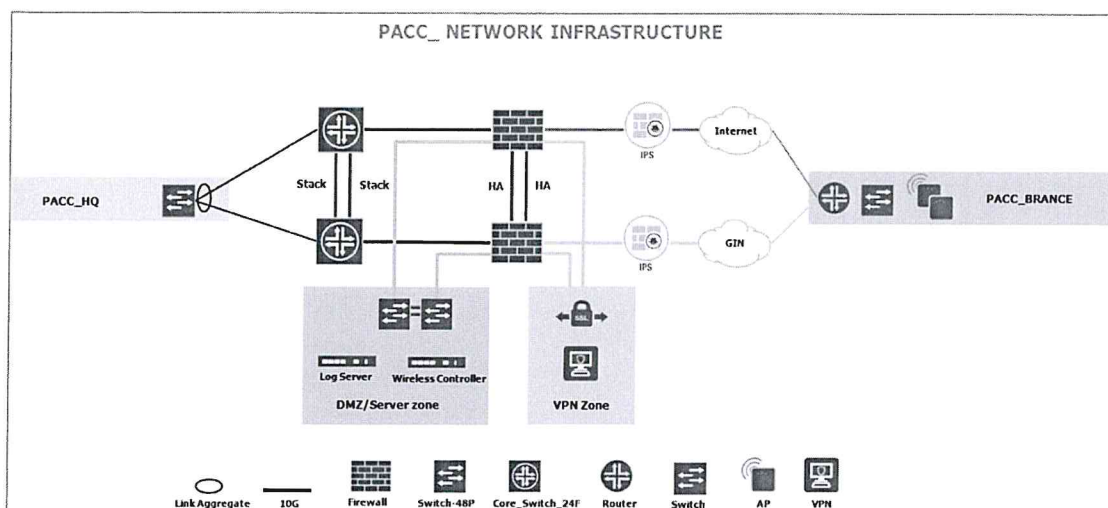 PACC_ NETWORK INFRASTRUCTURE
Internet
IPS
Stack Stack
HA HA
PACC_HQ
PACC_BRANCE
GIN
IPS
SSL
Log Server
Wireless Controller
DMZ/Server zone
VPN Zone
Link Aggregate
10G
Firewall
Switch-48P
Core_Switch_24F
Router
Switch
AP
VPN